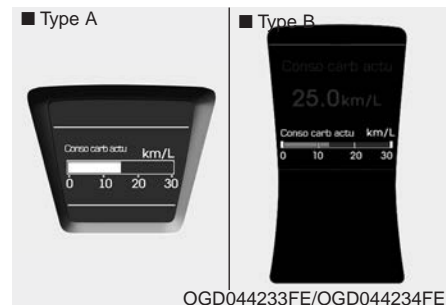 ■ Type A
Conso carb actu km/L
0 10 20 30
■ Type B
Conso carb actu
25.0km/L
Conso carb actu km/L
0 10 20 30
OGD044233FE/OGD044234FE